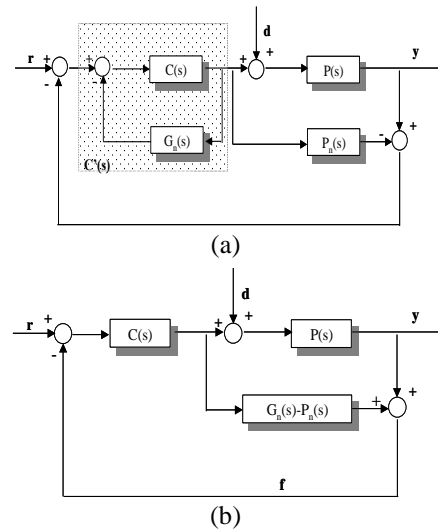 d
r + - + - C(s) + + P(s) y
G_n(s) P_n(s) - +
C'(s)
(a)
d
r + - C(s) + + P(s) y
G_n(s)-P_n(s) + +
f
(b)